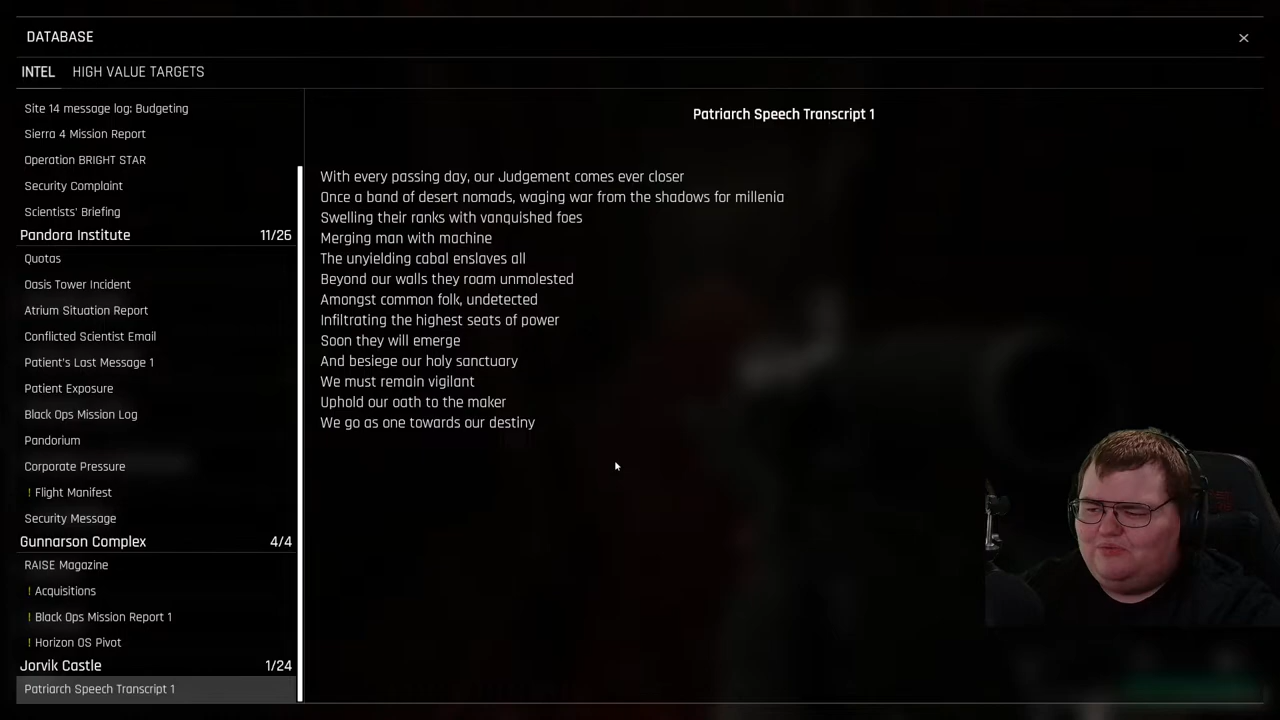 DATABASE
×
INTEL
HIGH VALUE TARGETS
Site 14 message log: Budgeting
Sierra 4 Mission Report
Operation BRIGHT STAR
Security Complaint
Scientists' Briefing
Pandora Institute 11/26
Quotas
Oasis Tower Incident
Atrium Situation Report
Conflicted Scientist Email
Patient's Last Message 1
Patient Exposure
Black Ops Mission Log
Pandorium
Corporate Pressure
! Flight Manifest
Security Message
Gunnarson Complex 4/4
RAISE Magazine
! Acquisitions
! Black Ops Mission Report 1
! Horizon OS Pivot
Jorvik Castle 1/24
Patriarch Speech Transcript 1
Patriarch Speech Transcript 1
With every passing day, our Judgement comes ever closer
Once a band of desert nomads, waging war from the shadows for millenia
Swelling their ranks with vanquished foes
Merging man with machine
The unyielding cabal enslaves all
Beyond our walls they roam unmolested
Amongst common folk, undetected
Infiltrating the highest seats of power
Soon they will emerge
And besiege our holy sanctuary
We must remain vigilant
Uphold our oath to the maker
We go as one towards our destiny